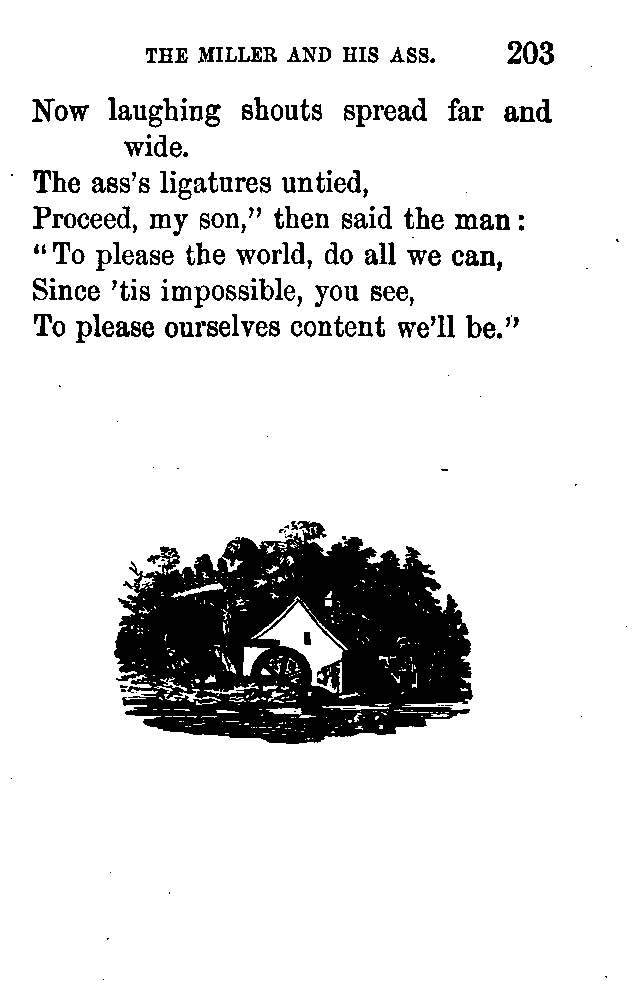 THE MILLER AND HIS ASS. 203
Now laughing shouts spread far and
wide.
The ass's ligatures untied,
Proceed, my son," then said the man:
"To please the world, do all we can,
Since 'tis impossible, you see,
To please ourselves content we'll be."